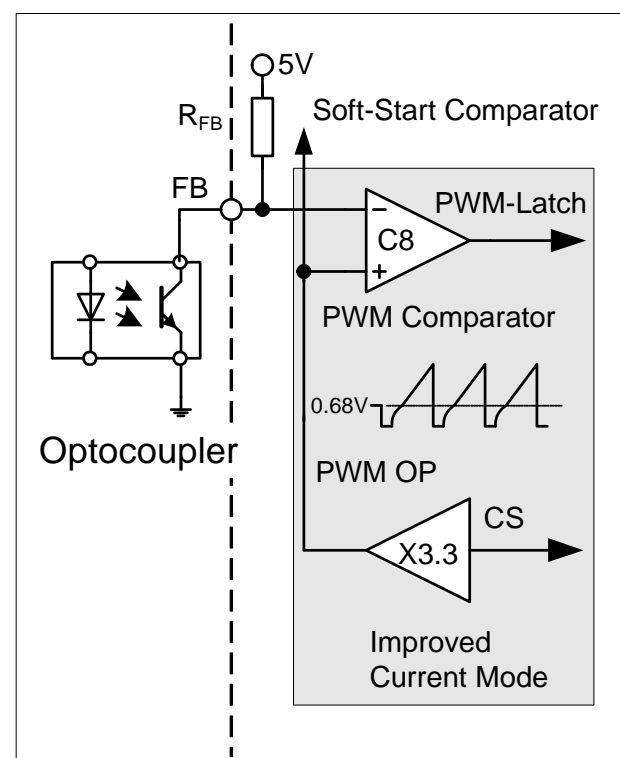 5V
R_FB
Soft-Start Comparator
FB
PWM-Latch
−
C8
+
PWM Comparator
0.68V
Optocoupler
PWM OP
CS
X3.3
Improved
Current Mode